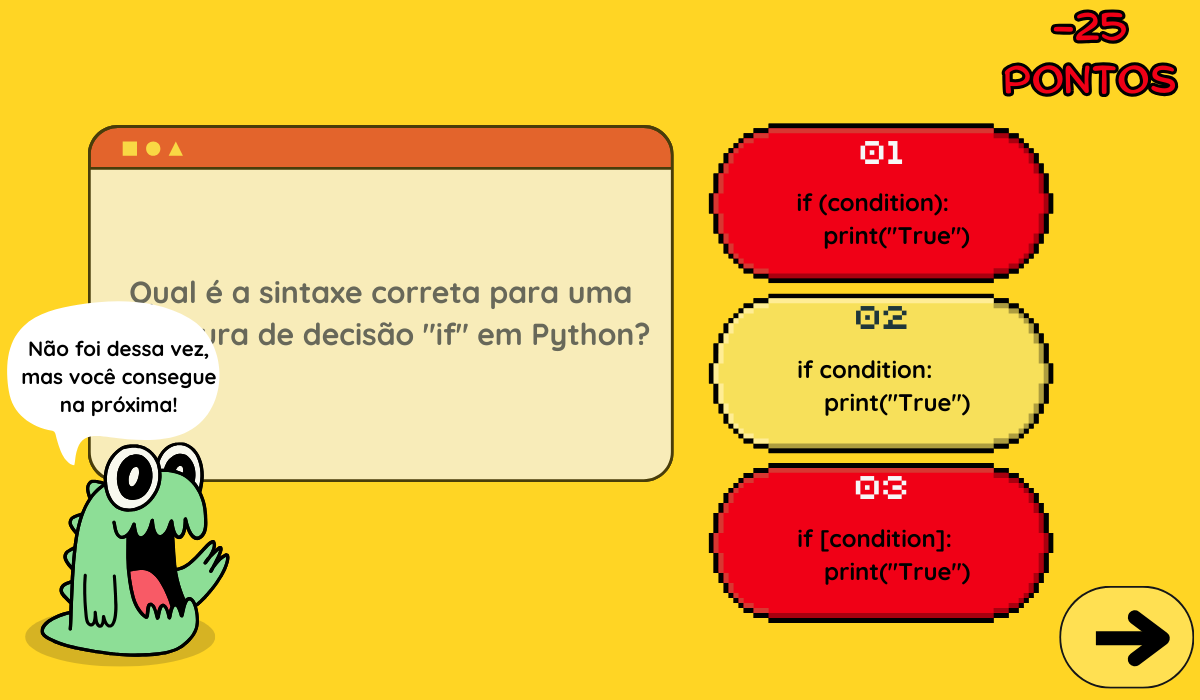 -25
PONTOS
Qual é a sintaxe correta para uma
ura de decisão "if" em Python?
Não foi dessa vez,
mas você consegue
na próxima!
01
if (condition):
print("True")
02
if condition:
print("True")
03
if [condition]:
print("True")